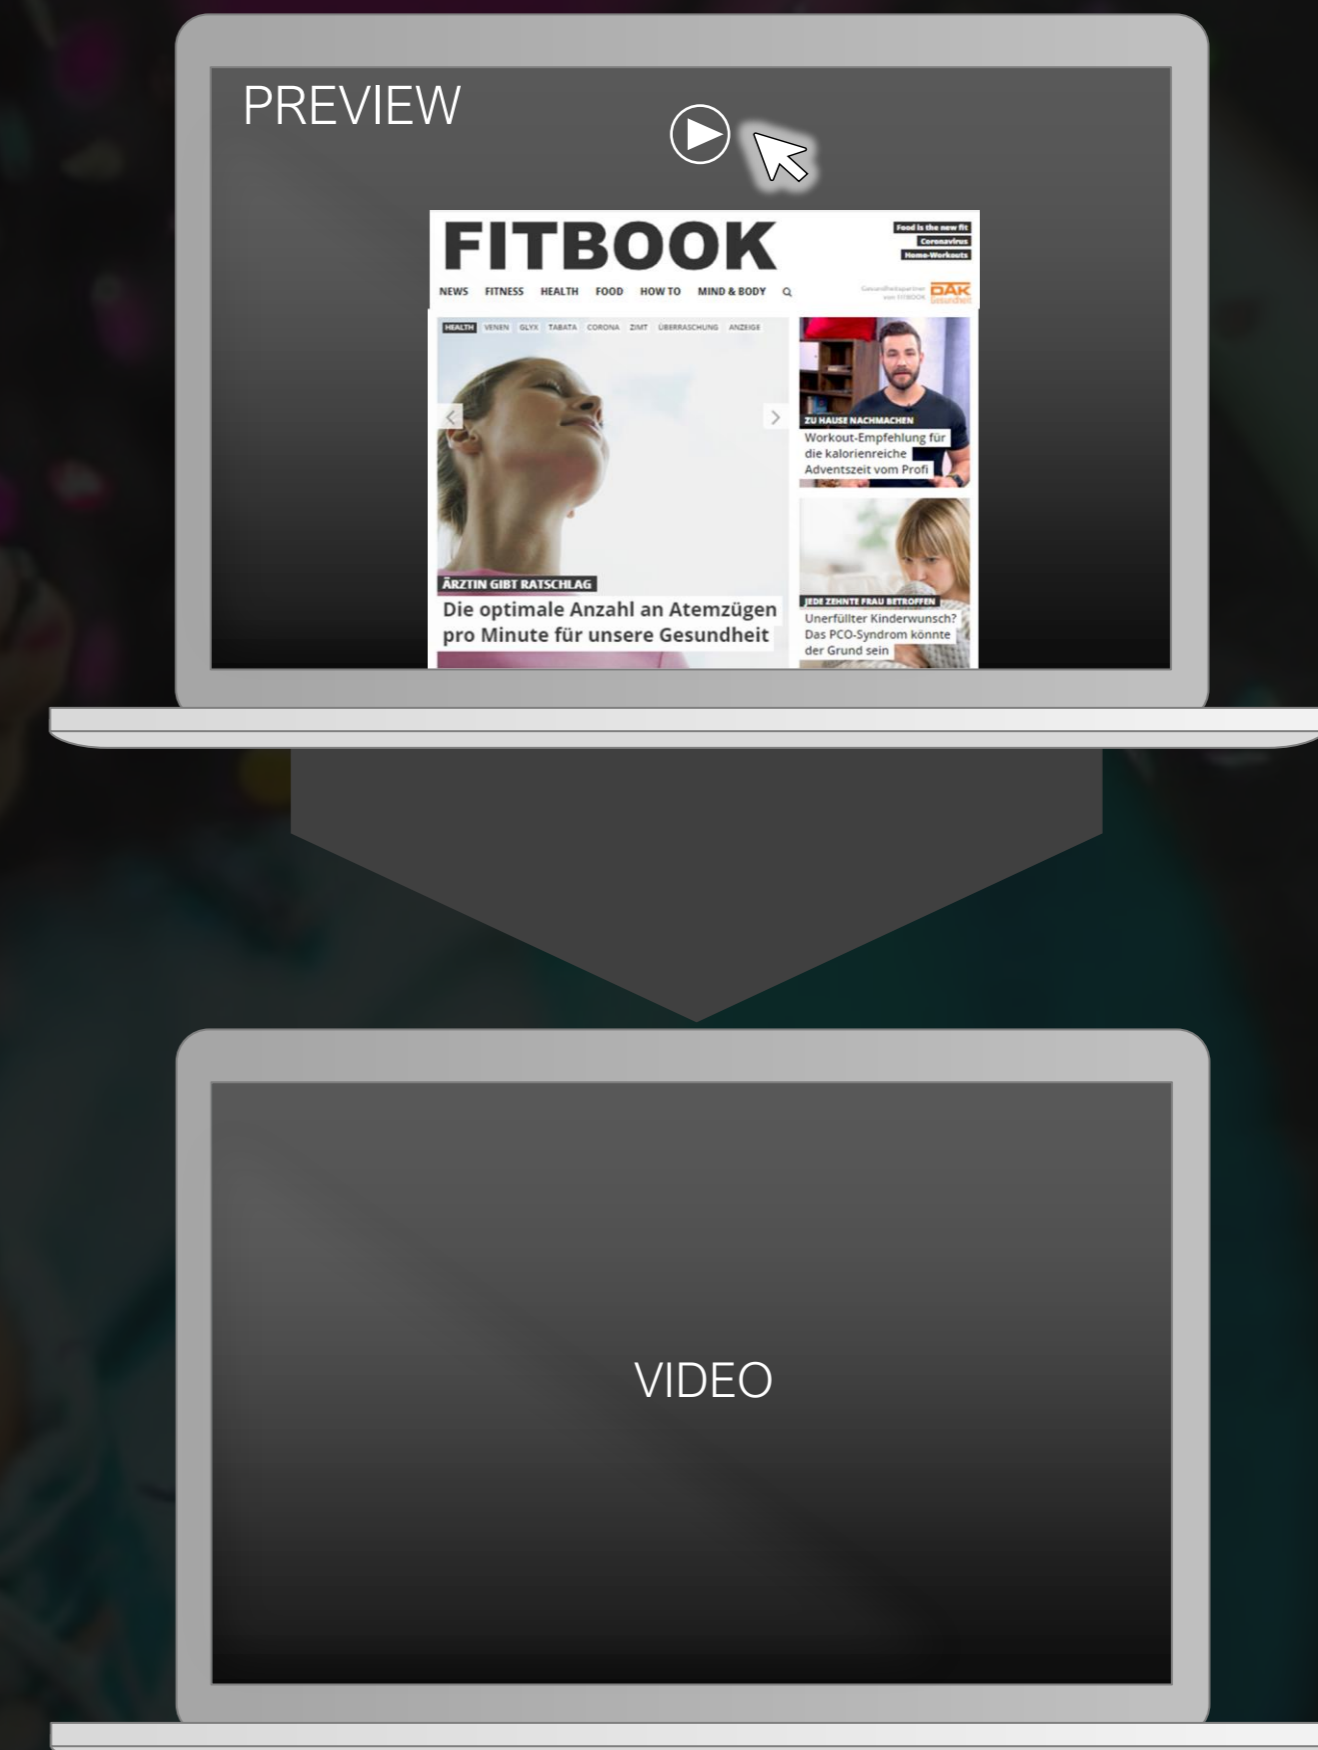 PREVIEW
FITBOOK
Food is the new fit
Coronavirus
Home-Workouts
NEWS FITNESS HEALTH FOOD HOW TO MIND & BODY
Gesundheitspartner
von FITBOOK
DAK
Gesundheit
HEALTH VENEN GLYX TABATA CORONA ZIMT ÜBERRASCHUNG ANZEIGE
ÄRZTIN GIBT RATSCHLAG
Die optimale Anzahl an Atemzügen
pro Minute für unsere Gesundheit
ZU HAUSE NACHMACHEN
Workout-Empfehlung für
die kalorienreiche
Adventszeit vom Profi
JEDE ZEHNTE FRAU BETROFFEN
Unerfüllter Kinderwunsch?
Das PCO-Syndrom könnte
der Grund sein
VIDEO